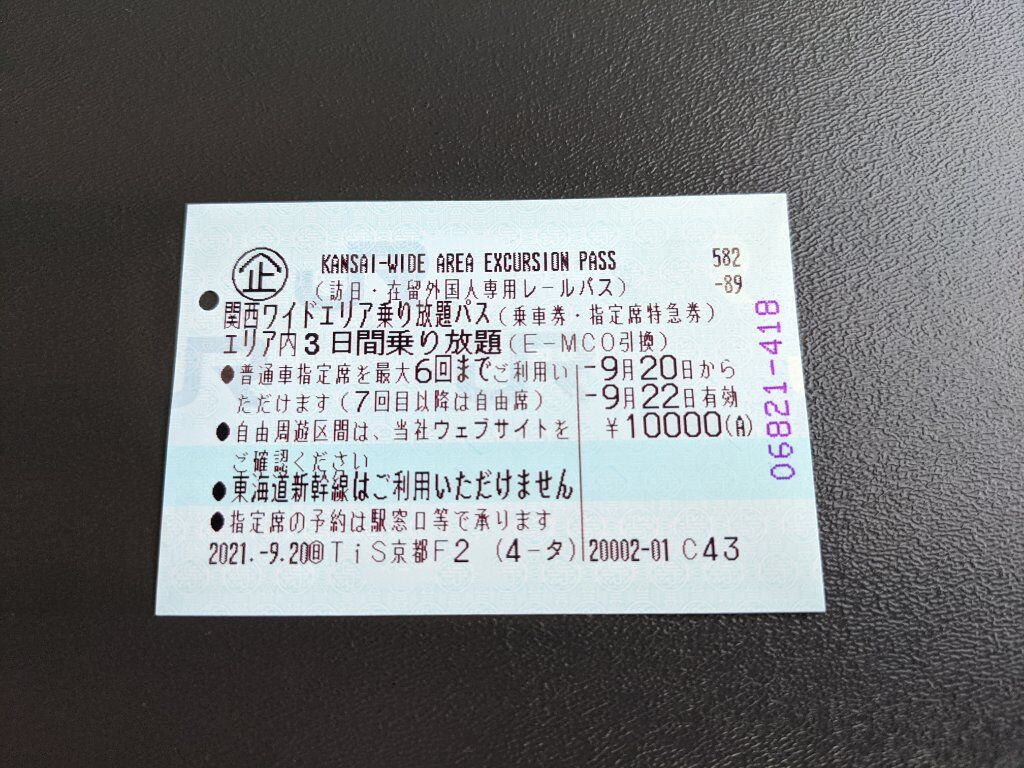 企 KANSAI-WIDE AREA EXCURSION PASS 582
(訪日・在留外国人専用レールパス) -89
関西ワイドエリア乗り放題パス(乗車券・指定席特急券)
エリア内3日間乗り放題(E-MCO引換)
●普通車指定席を最大6回までご利用い -9月20日から
ただけます(7回目以降は自由席) -9月22日有効
●自由周遊区間は、当社ウェブサイトを ¥10000(A)
ご確認ください
●東海道新幹線はご利用いただけません
●指定席の予約は駅窓口等で承ります
2021.-9.20@TiS京都F2 (4-タ) 20002-01 C43
06821-418